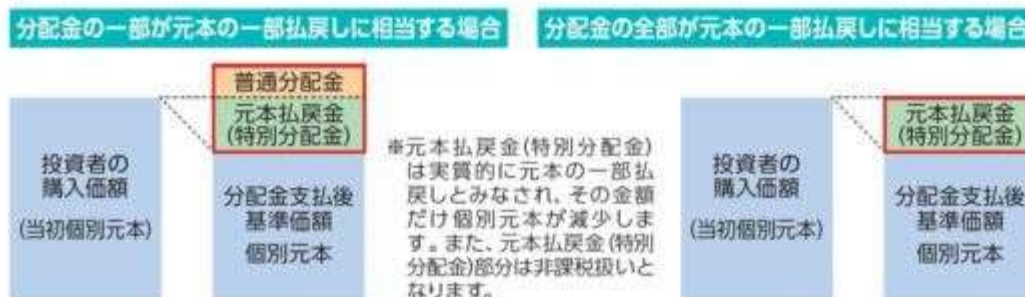 分配金の一部が元本の一部払戻しに相当する場合
普通分配金
元本払戻金
(特別分配金)
投資者の
購入価額
(当初個別元本)
分配金支払後
基準価額
個別元本
※元本払戻金(特別分配金)
は実質的に元本の一部払
戻しとみなされ、その金額
だけ個別元本が減少しま
す。また、元本払戻金(特別
分配金)部分は非課税扱いと
なります。
分配金の全部が元本の一部払戻しに相当する場合
元本払戻金
(特別分配金)
投資者の
購入価額
(当初個別元本)
分配金支払後
基準価額
個別元本